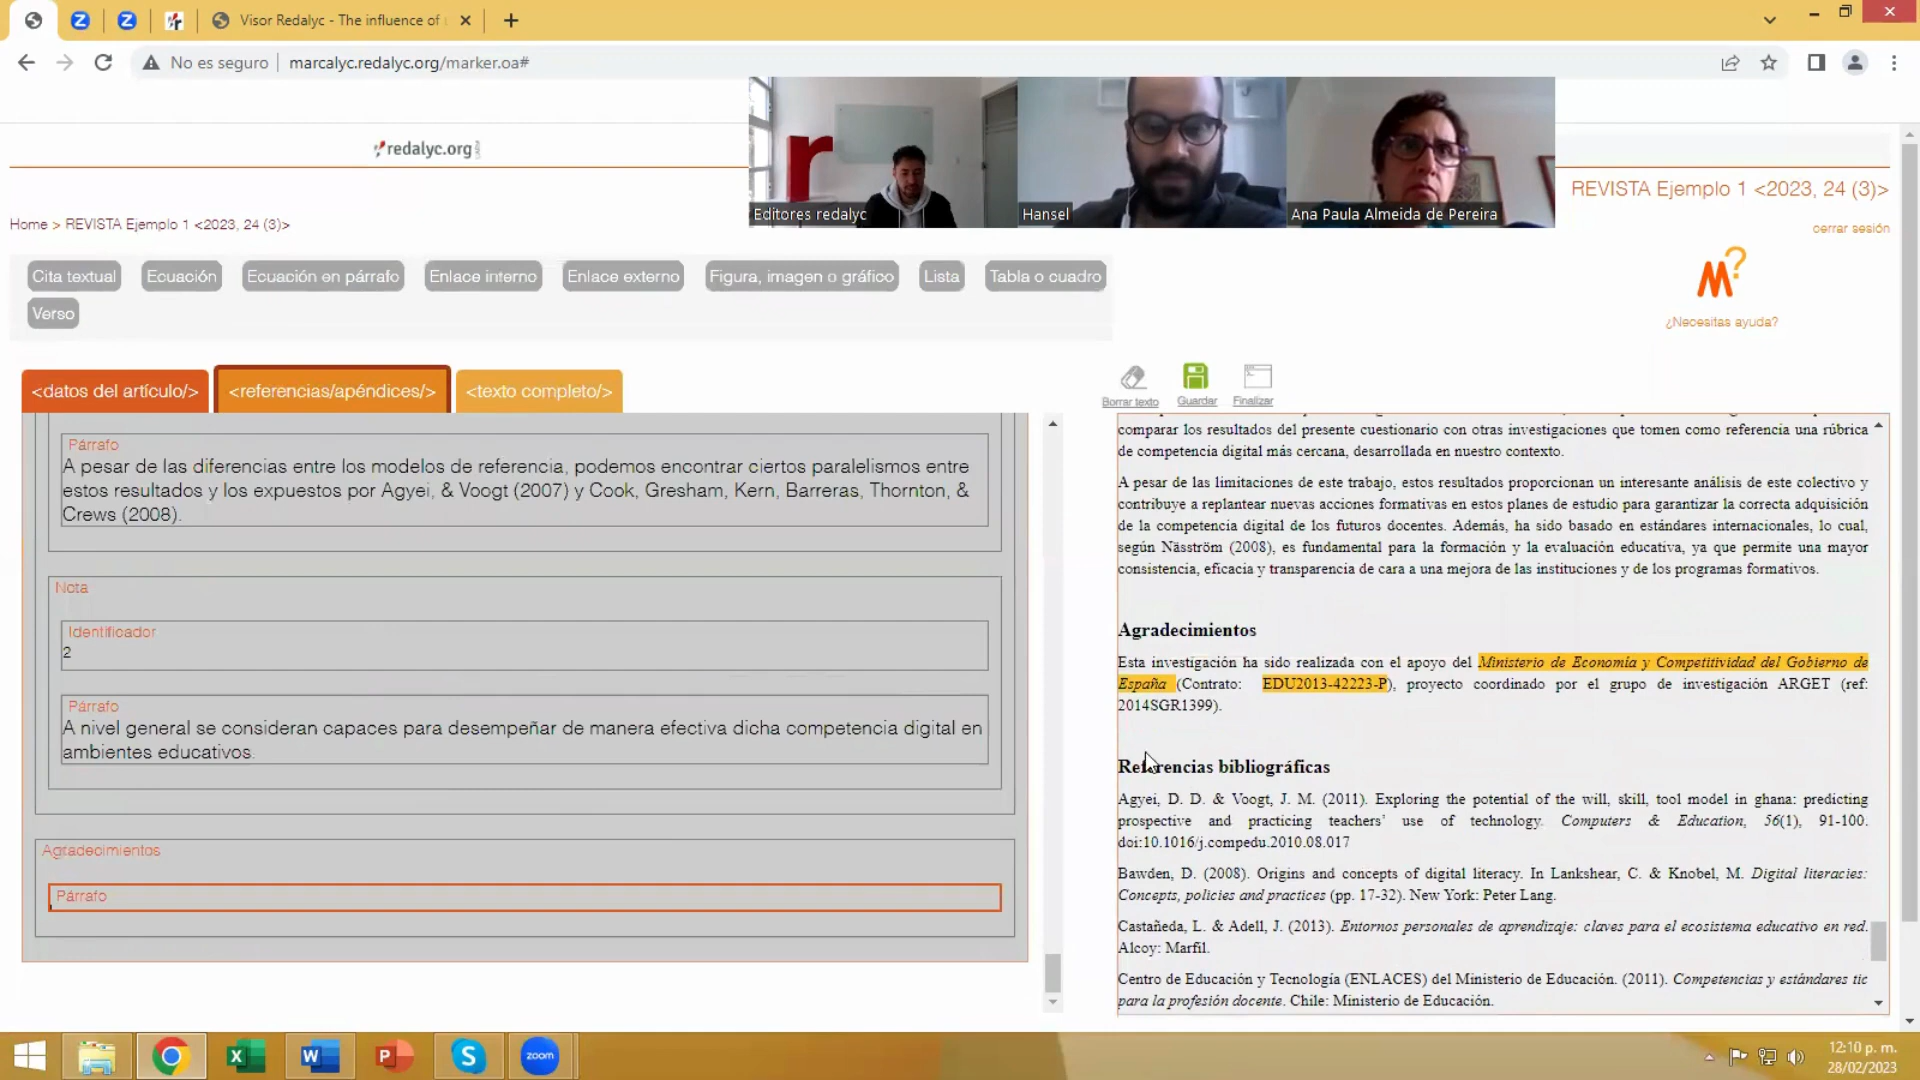 Visor Redalyc - The influence of
No es seguro
marcalyc.redalyc.org/marker.oa#
redalyc.org
r
Editores redalyc
Hansel
Ana Paula Almeida de Pereira
REVISTA Ejemplo 1 <2023, 24 (3)>
cerrar sesión
Home > REVISTA Ejemplo 1 <2023, 24 (3)>
Cita textual
Ecuación
Ecuación en párrafo
Enlace interno
Enlace externo
Figura, imagen o gráfico
Lista
Tabla o cuadro
Verso
M?
¿Necesitas ayuda?
<datos del artículo/>
<referencias/apéndices/>
<texto completo/>
Borrar texto
Guardar
Finalizar
Párrafo
A pesar de las diferencias entre los modelos de referencia, podemos encontrar ciertos paralelismos entre
estos resultados y los expuestos por Agyei, & Voogt (2007) y Cook, Gresham, Kern, Barreras, Thornton, &
Crews (2008).
Nota
Identificador
2
Párrafo
A nivel general se consideran capaces para desempeñar de manera efectiva dicha competencia digital en
ambientes educativos.
Agradecimientos
Párrafo
comparar los resultados del presente cuestionario con otras investigaciones que tomen como referencia una rúbrica
de competencia digital más cercana, desarrollada en nuestro contexto.
A pesar de las limitaciones de este trabajo, estos resultados proporcionan un interesante análisis de este colectivo y
contribuye a replantear nuevas acciones formativas en estos planes de estudio para garantizar la correcta adquisición
de la competencia digital de los futuros docentes. Además, ha sido basado en estándares internacionales, lo cual,
según Näsström (2008), es fundamental para la formación y la evaluación educativa, ya que permite una mayor
consistencia, eficacia y transparencia de cara a una mejora de las instituciones y de los programas formativos.
Agradecimientos
Esta investigación ha sido realizada con el apoyo del Ministerio de Economía y Competitividad del Gobierno de
España (Contrato: EDU2013-42223-P), proyecto coordinado por el grupo de investigación ARGET (ref:
2014SGR1399).
Referencias bibliográficas
Agyei, D. D. & Voogt, J. M. (2011). Exploring the potential of the will, skill, tool model in ghana: predicting
prospective and practicing teachers' use of technology. Computers & Education, 56(1), 91-100.
doi:10.1016/j.compedu.2010.08.017
Bawden, D. (2008). Origins and concepts of digital literacy. In Lankshear, C. & Knobel, M. Digital literacies:
Concepts, policies and practices (pp. 17-32). New York: Peter Lang.
Castañeda, L. & Adell, J. (2013). Entornos personales de aprendizaje: claves para el ecosistema educativo en red.
Alcoy: Marfil.
Centro de Educación y Tecnología (ENLACES) del Ministerio de Educación. (2011). Competencias y estándares tic
para la profesión docente. Chile: Ministerio de Educación.
zoom
12:10 p. m.
28/02/2023